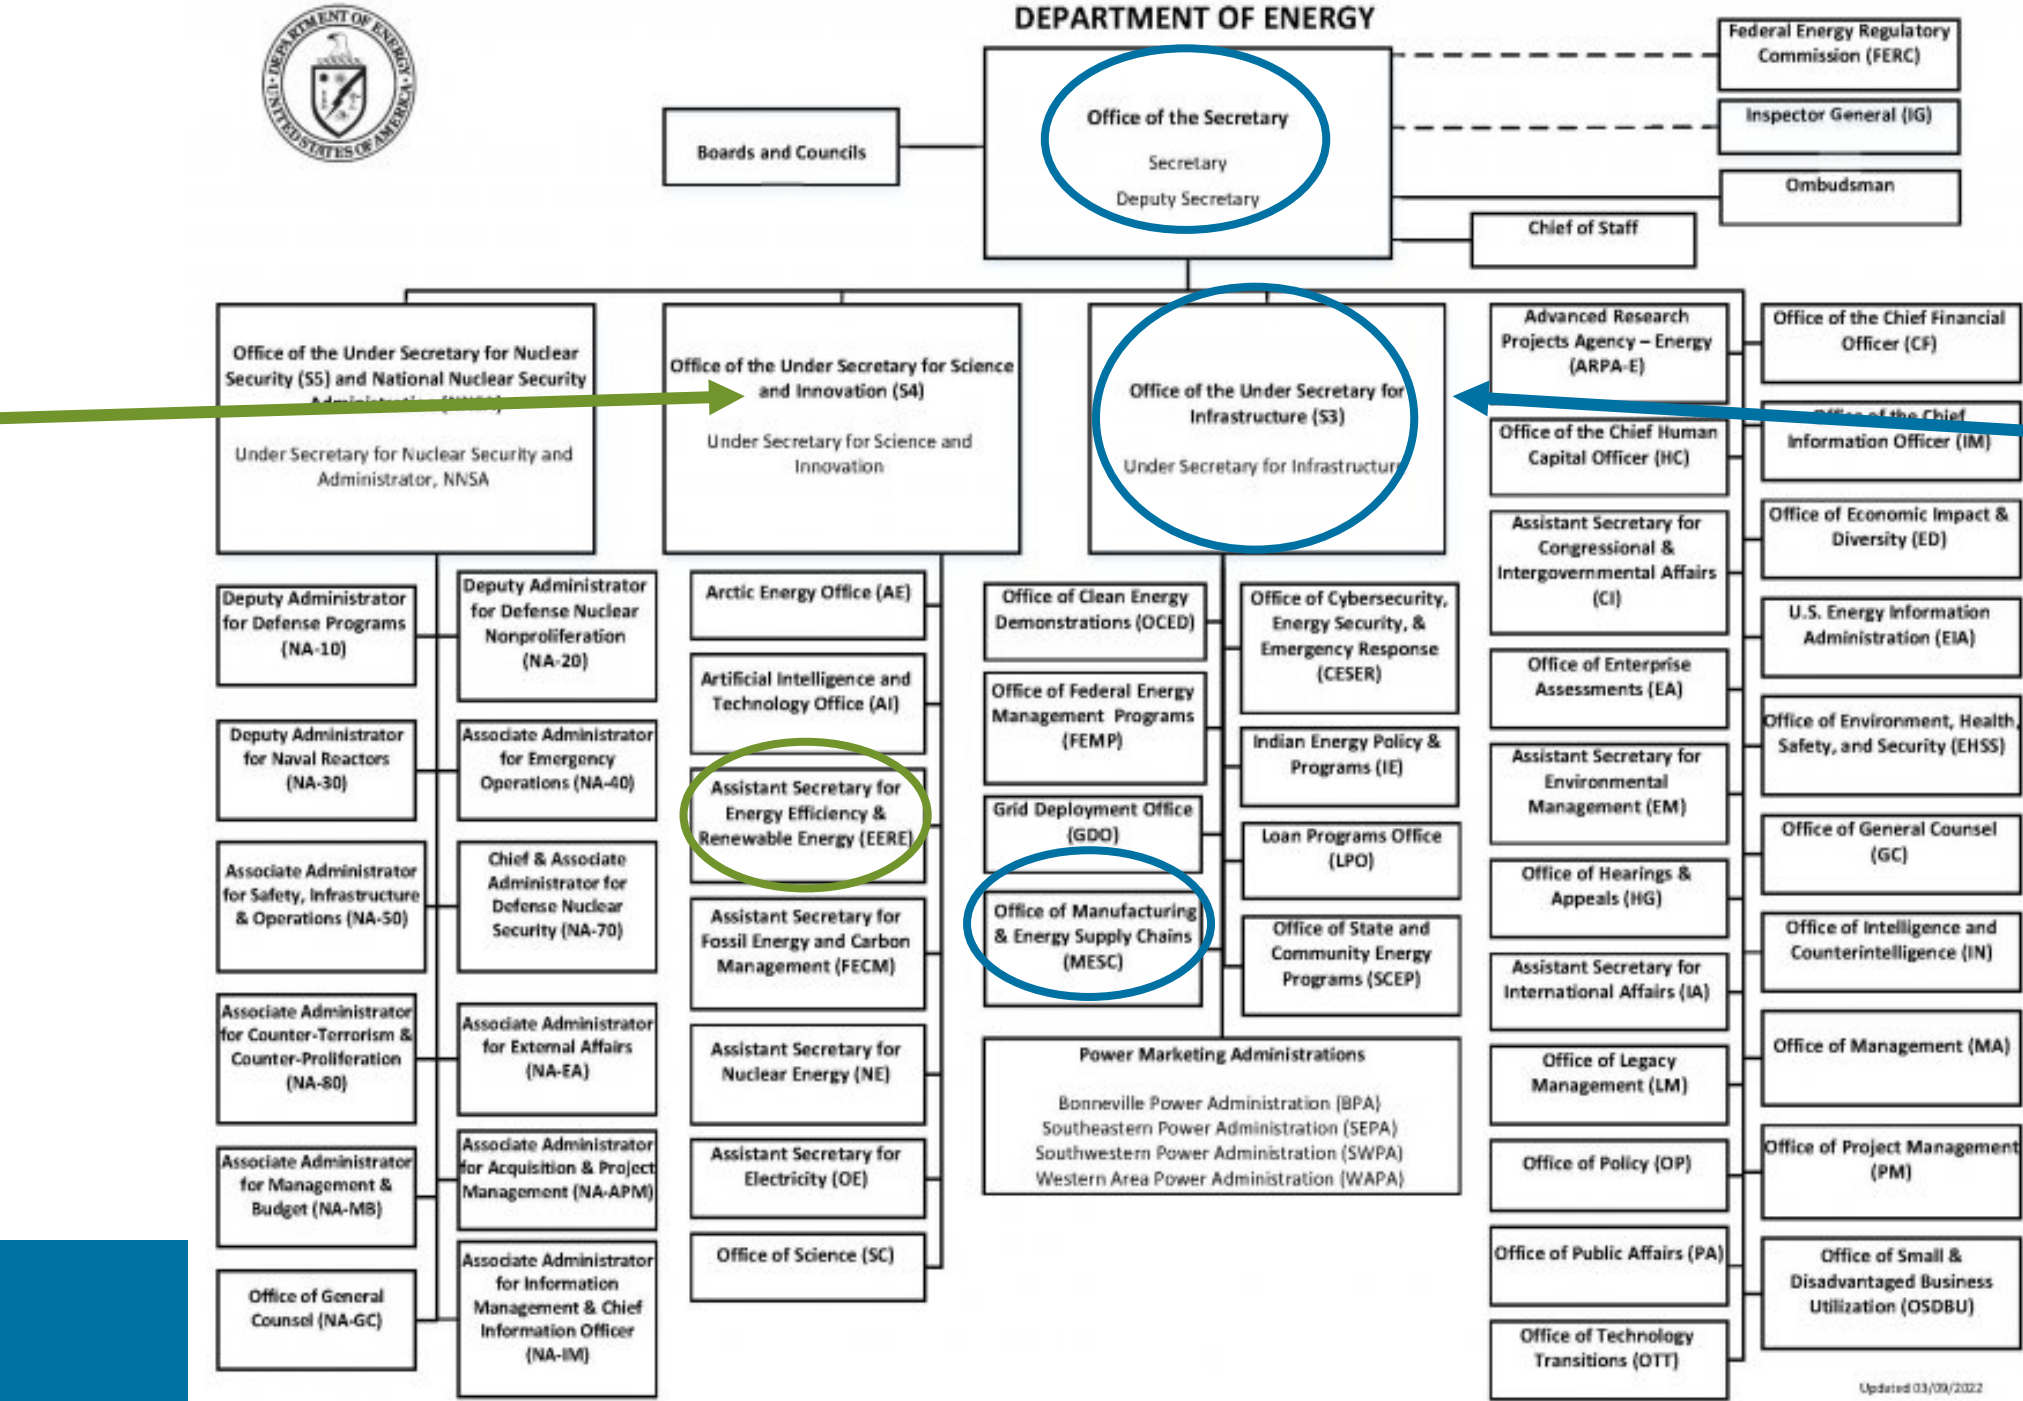 DEPARTMENT OF ENERGY
DEPARTMENT OF ENERGY
UNITED STATES OF AMERICA
Office of the Secretary
Secretary
Deputy Secretary
Boards and Councils
Federal Energy Regulatory
Commission (FERC)
Inspector General (IG)
Ombudsman
Chief of Staff
Office of the Under Secretary for Nuclear
Security (S5) and National Nuclear Security
Under Secretary for Nuclear Security and
Administrator, NNSA
Office of the Under Secretary for Science
and Innovation (S4)
Under Secretary for Science and
Innovation
Office of the Under Secretary for
Infrastructure (S3)
Under Secretary for Infrastructure
Deputy Administrator
for Defense Programs
(NA-10)
Deputy Administrator
for Defense Nuclear
Nonproliferation
(NA-20)
Deputy Administrator
for Naval Reactors
(NA-30)
Associate Administrator
for Emergency
Operations (NA-40)
Associate Administrator
for Safety, Infrastructure
& Operations (NA-50)
Chief & Associate
Administrator for
Defense Nuclear
Security (NA-70)
Associate Administrator
for Counter-Terrorism &
Counter-Proliferation
(NA-80)
Associate Administrator
for External Affairs
(NA-EA)
Associate Administrator
for Management &
Budget (NA-MB)
Associate Administrator
for Acquisition & Project
Management (NA-APM)
Office of General
Counsel (NA-GC)
Associate Administrator
for Information
Management & Chief
Information Officer
(NA-IM)
Arctic Energy Office (AE)
Artificial Intelligence and
Technology Office (AI)
Assistant Secretary for
Energy Efficiency &
Renewable Energy (EERE)
Assistant Secretary for
Fossil Energy and Carbon
Management (FECM)
Assistant Secretary for
Nuclear Energy (NE)
Assistant Secretary for
Electricity (OE)
Office of Science (SC)
Office of Clean Energy
Demonstrations (OCED)
Office of Cybersecurity,
Energy Security, &
Emergency Response
(CESER)
Office of Federal Energy
Management Programs
(FEMP)
Indian Energy Policy &
Programs (IE)
Grid Deployment Office
(GDO)
Loan Programs Office
(LPO)
Office of Manufacturing
& Energy Supply Chains
(MESC)
Office of State and
Community Energy
Programs (SCEP)
Power Marketing Administrations
Bonneville Power Administration (BPA)
Southeastern Power Administration (SEPA)
Southwestern Power Administration (SWPA)
Western Area Power Administration (WAPA)
Advanced Research
Projects Agency – Energy
(ARPA-E)
Office of the Chief Financial
Officer (CF)
Office of the Chief Human
Capital Officer (HC)
Office of the Chief
Information Officer (IM)
Assistant Secretary for
Congressional &
Intergovernmental Affairs
(CI)
Office of Economic Impact &
Diversity (ED)
Office of Enterprise
Assessments (EA)
U.S. Energy Information
Administration (EIA)
Assistant Secretary for
Environmental
Management (EM)
Office of Environment, Health,
Safety, and Security (EHSS)
Office of Hearings &
Appeals (HG)
Office of General Counsel
(GC)
Assistant Secretary for
International Affairs (IA)
Office of Intelligence and
Counterintelligence (IN)
Office of Legacy
Management (LM)
Office of Management (MA)
Office of Policy (OP)
Office of Project Management
(PM)
Office of Public Affairs (PA)
Office of Small &
Disadvantaged Business
Utilization (OSDBU)
Office of Technology
Transitions (OTT)
Updated 03/09/2022